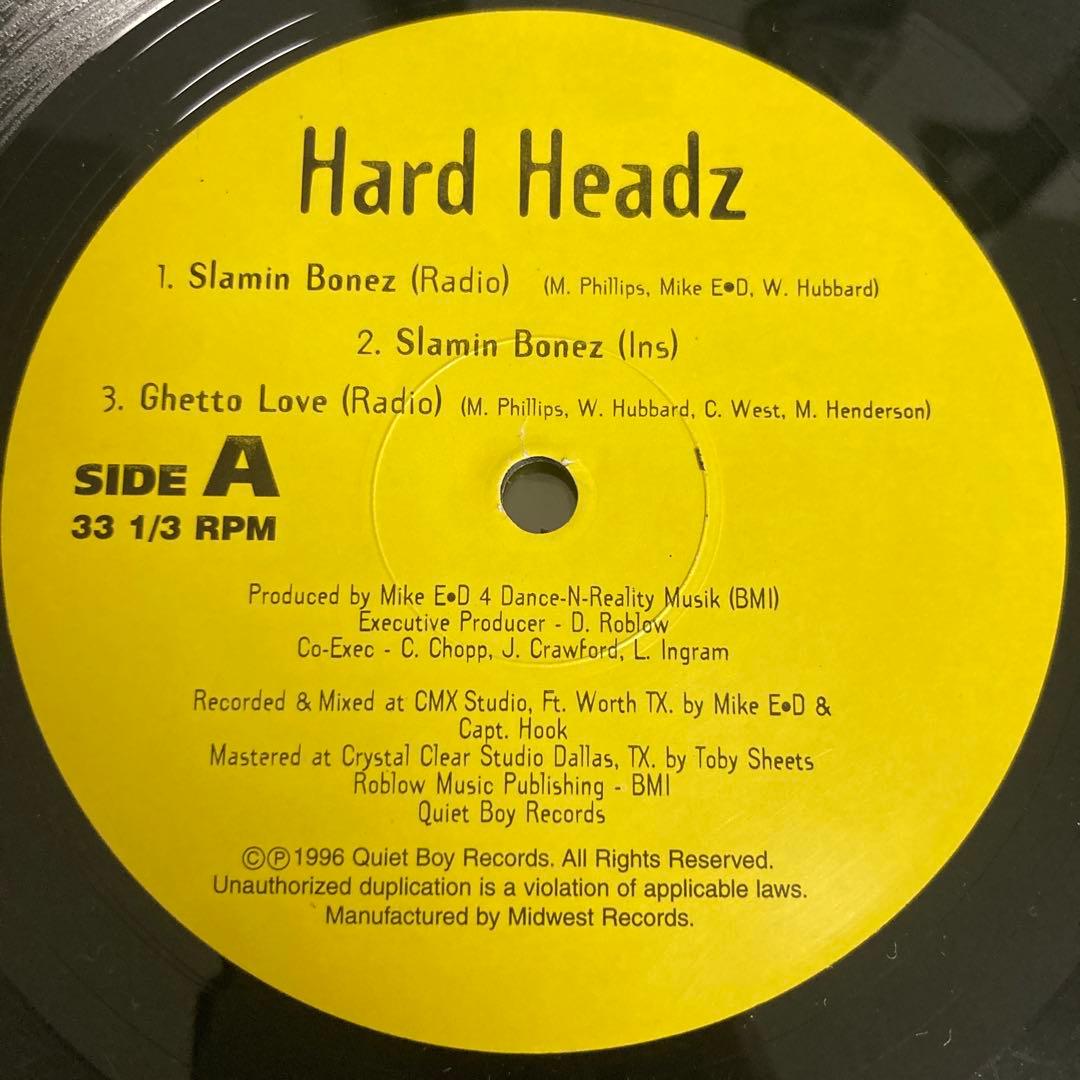 Hard Headz
1. Slamin Bonez (Radio) (M. Phillips, Mike E•D, W. Hubbard)
2. Slamin Bonez (Ins)
3. Ghetto Love (Radio) (M. Phillips, W. Hubbard, C. West, M. Henderson)
SIDE A
33 1/3 RPM
Produced by Mike E•D 4 Dance-N-Reality Musik (BMI)
Executive Producer - D. Roblow
Co-Exec - C. Chopp, J. Crawford, L. Ingram
Recorded & Mixed at CMX Studio, Ft. Worth TX. by Mike E•D &
Capt. Hook
Mastered at Crystal Clear Studio Dallas, TX. by Toby Sheets
Roblow Music Publishing - BMI
Quiet Boy Records
©℗1996 Quiet Boy Records. All Rights Reserved.
Unauthorized duplication is a violation of applicable laws.
Manufactured by Midwest Records.